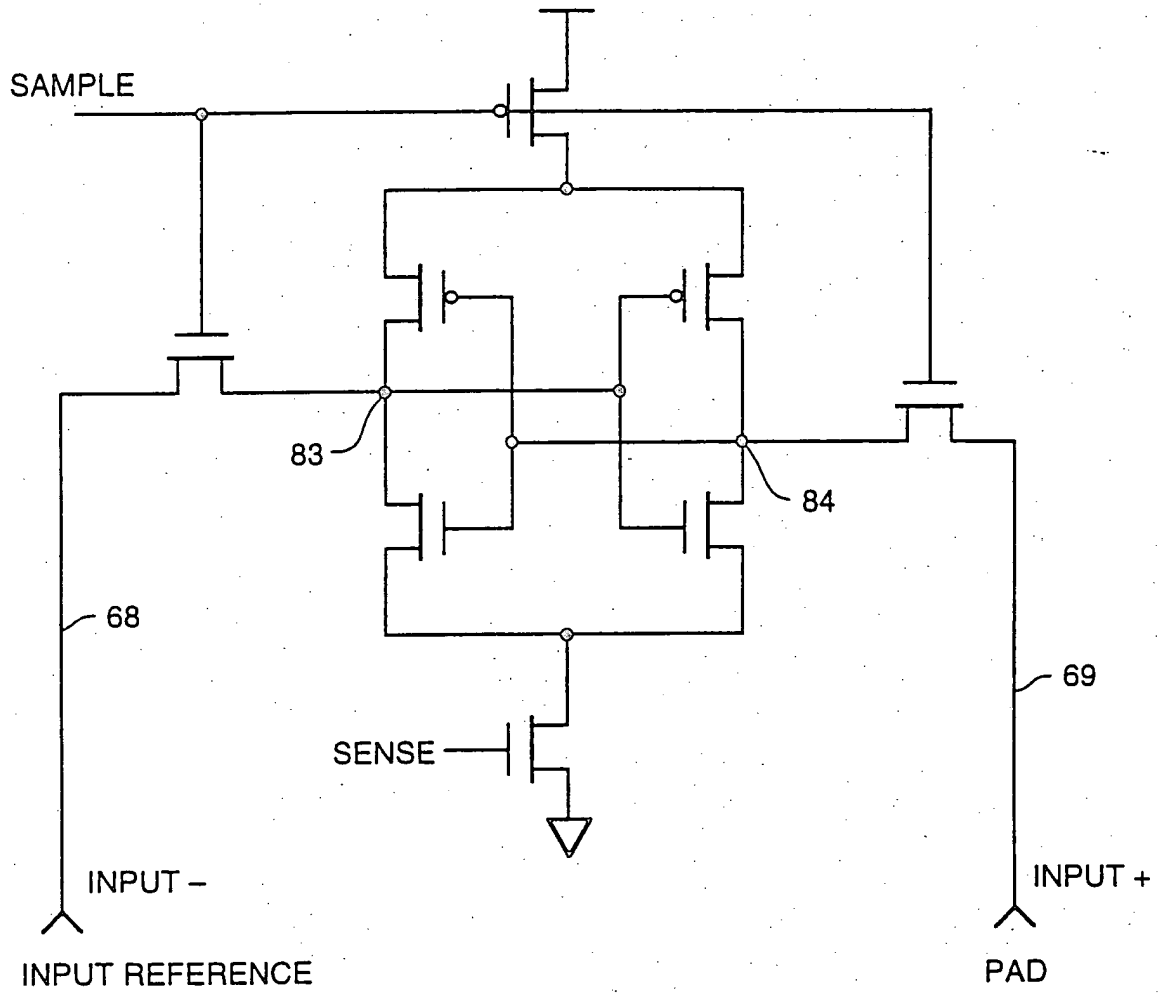 SAMPLE
83
84
68
69
SENSE
INPUT –
INPUT +
INPUT REFERENCE
PAD